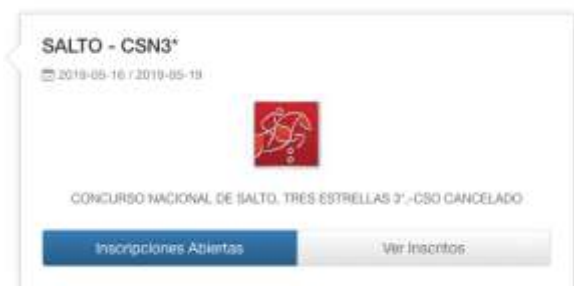 SALTO - CSN3*
2019-05-16 / 2019-05-19
CONCURSO NACIONAL DE SALTO, TRES ESTRELLAS 3*.-CSO CANCELADO
Inscripciones Abiertas
Ver Inscritos